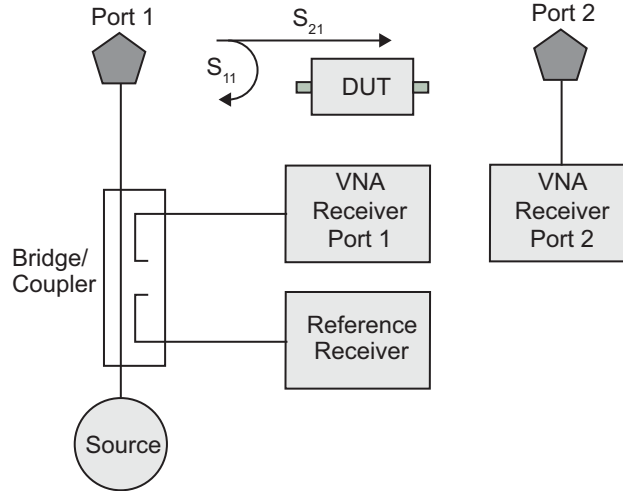 Port 1
Port 2
S21
S11
DUT
VNA
Receiver
Port 1
VNA
Receiver
Port 2
Bridge/
Coupler
Reference
Receiver
Source